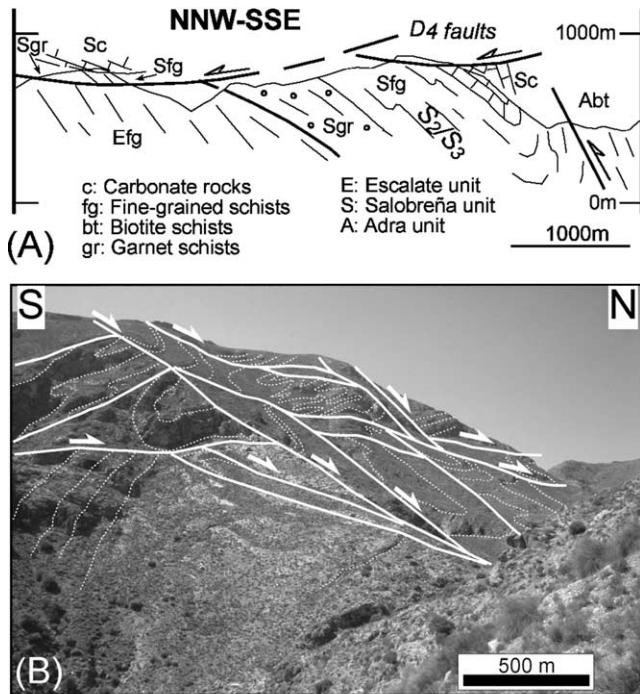 (A)
NNW-SSE
D4 faults
1000m
Sgr
Sc
Sfg
Sfg
Sc
Abt
Efg
Sgr
S2/S3
c: Carbonate rocks
fg: Fine-grained schists
bt: Biotite schists
gr: Garnet schists
E: Escalate unit
S: Salobreña unit
A: Adra unit
0m
1000m
(B)
S
N
500 m